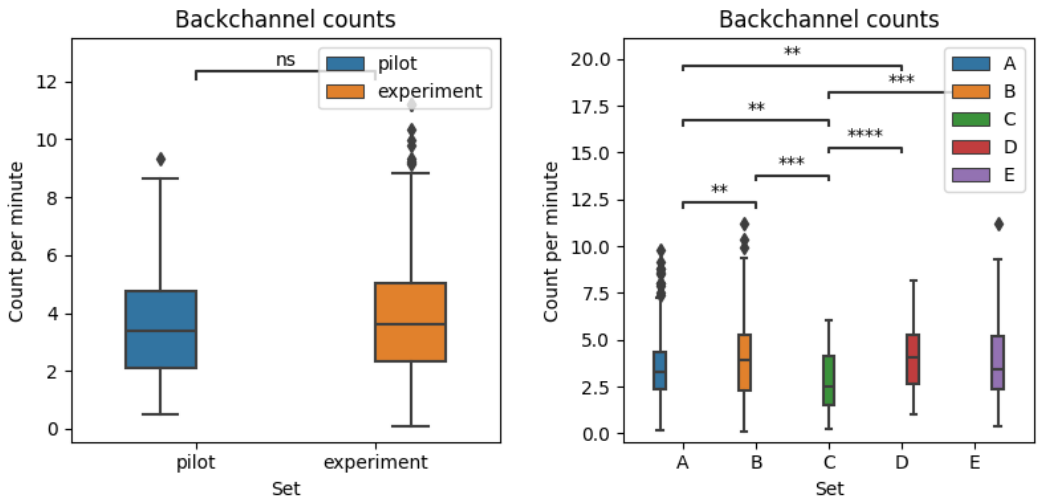 Backchannel counts
Count per minute
12
10
8
6
4
2
0
ns
pilot
experiment
pilot
experiment
Set
Backchannel counts
Count per minute
20.0
17.5
15.0
12.5
10.0
7.5
5.0
2.5
0.0
**
***
**
****
***
**
A
B
C
D
E
A
B
C
D
E
Set